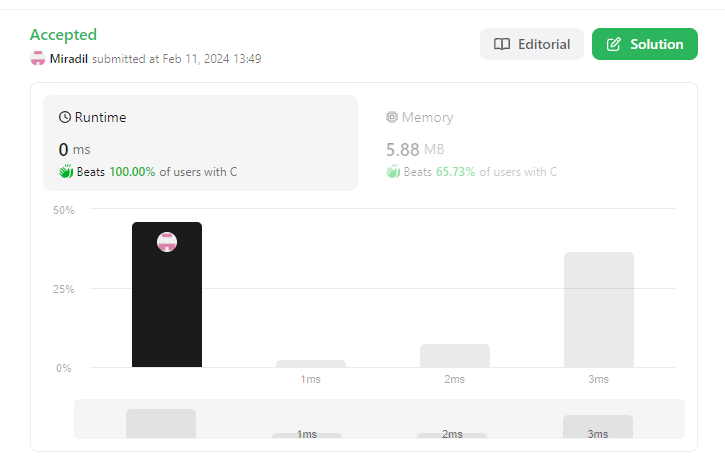 Accepted
Editorial
Solution
Miradil submitted at Feb 11, 2024 13:49
Runtime
Memory
0 ms
5.88 MB
Beats 100.00% of users with C
Beats 65.73% of users with C
50%
25%
0%
1ms
2ms
3ms
1ms
2ms
3ms